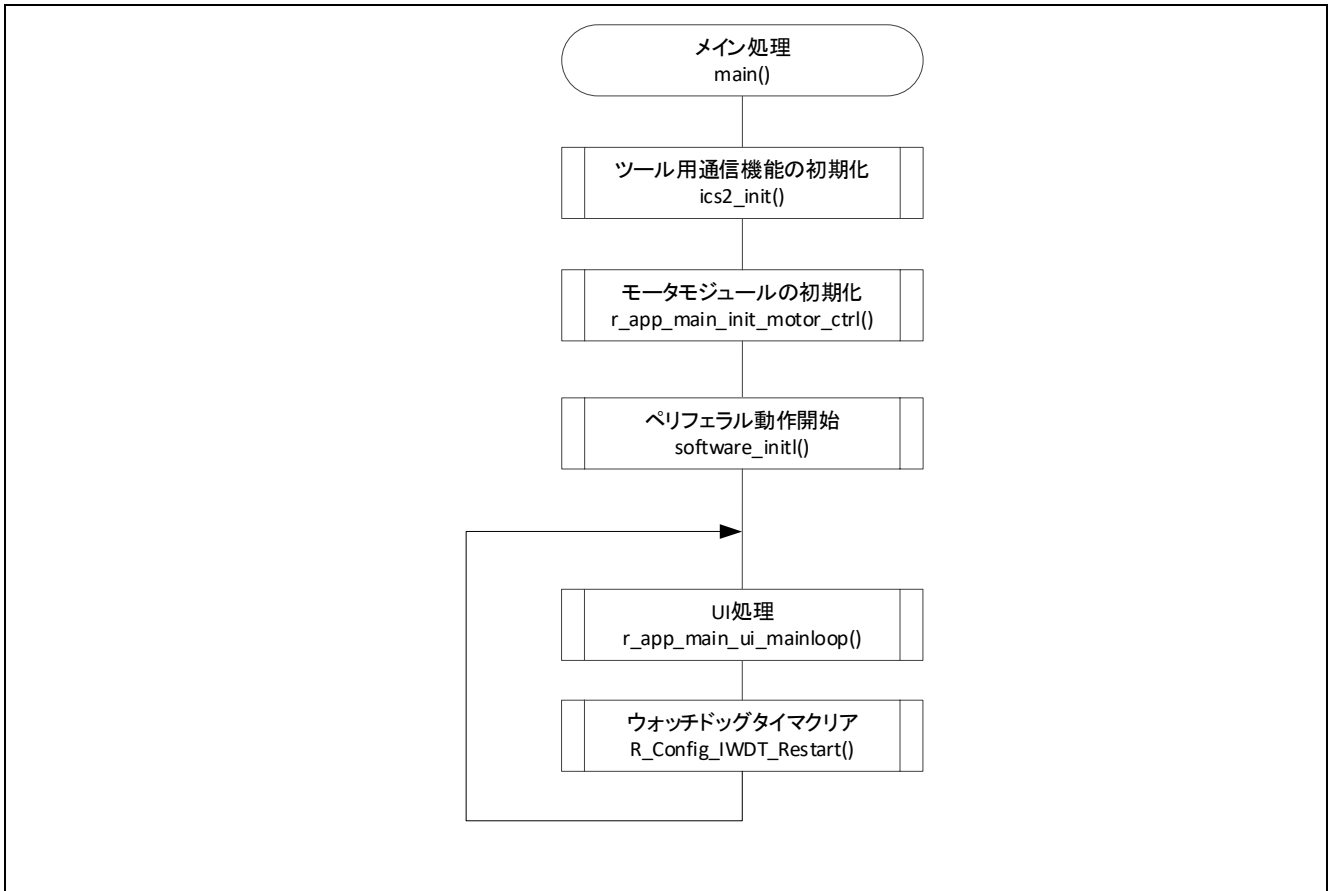 メイン処理
main()
ツール用通信機能の初期化
ics2_init()
モータモジュールの初期化
r_app_main_init_motor_ctrl()
ペリフェラル動作開始
software_initl()
UI処理
r_app_main_ui_mainloop()
ウォッチドッグタイマクリア
R_Config_IWDT_Restart()